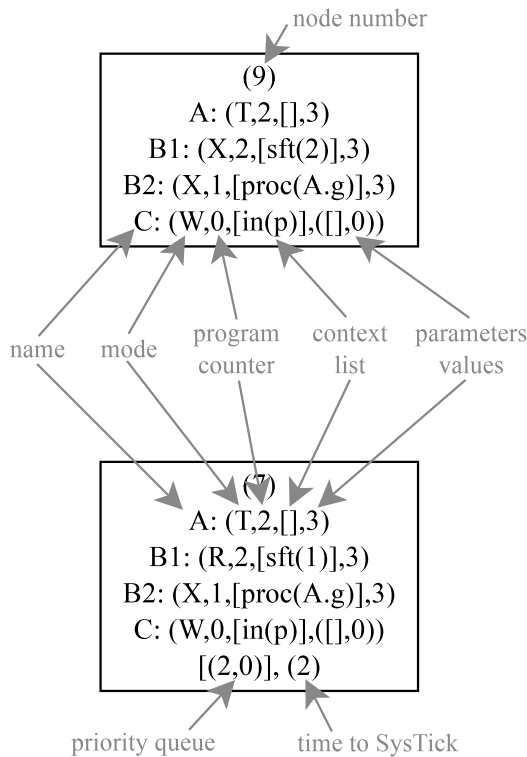 node number
(9)
A: (T,2,[],3)
B1: (X,2,[sft(2)],3)
B2: (X,1,[proc(A.g)],3)
C: (W,0,[in(p)],([],0))
name
mode
program
counter
context
list
parameters
values
(7)
A: (T,2,[],3)
B1: (R,2,[sft(1)],3)
B2: (X,1,[proc(A.g)],3)
C: (W,0,[in(p)],([],0))
[(2,0)], (2)
priority queue
time to SysTick